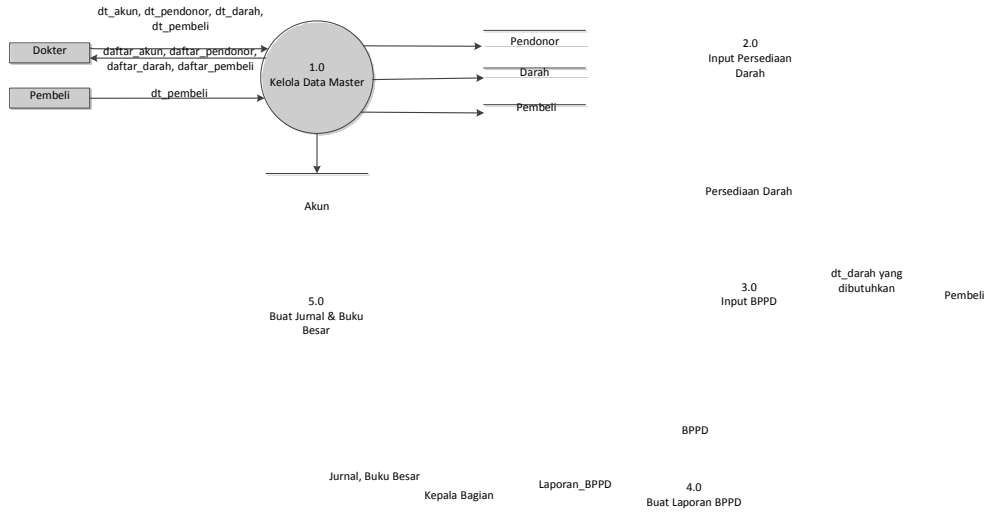 dt_akun, dt_pendonor, dt_darah,
dt_pembeli
Dokter
daftar_akun, daftar_pendonor,
daftar_darah, daftar_pembeli
Pembeli
dt_pembeli
1.0
Kelola Data Master
Pendonor
Darah
Pembeli
2.0
Input Persediaan
Darah
Akun
Persediaan Darah
5.0
Buat Jurnal & Buku
Besar
3.0
Input BPPD
dt_darah yang
dibutuhkan
Pembeli
BPPD
Jurnal, Buku Besar
Kepala Bagian
Laporan_BPPD
4.0
Buat Laporan BPPD